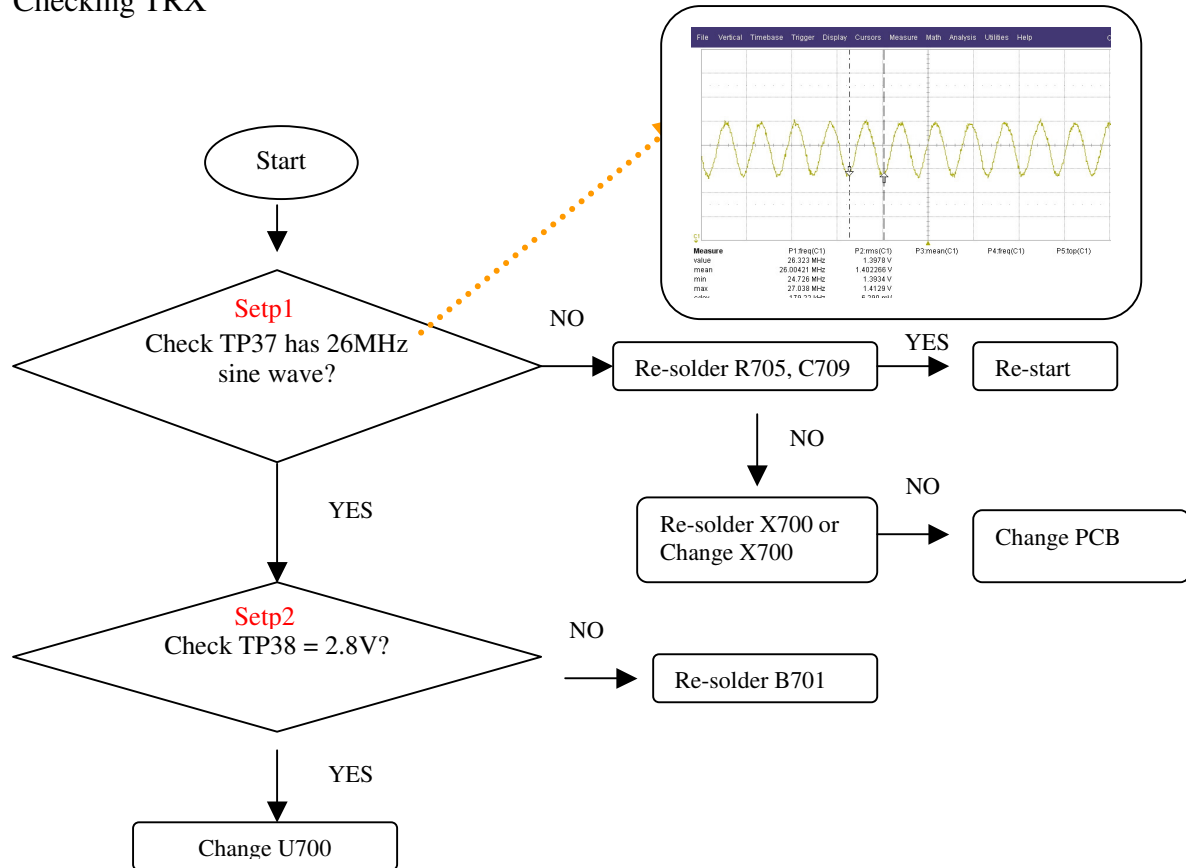 Checking TRX
File Vertical Timebase Trigger Display Cursors Measure Math Analysis Utilities Help
C1
Measure P1:freq(C1) P2:rms(C1) P3:mean(C1) P4:freq(C1) P5:top(C1)
value 26.323 MHz 1.3978 V
mean 26.00421 MHz 1.402266 V
min 24.726 MHz 1.3934 V
max 27.038 MHz 1.4129 V
Start
Setp1
Check TP37 has 26MHz
sine wave?
NO
Re-solder R705, C709
YES
Re-start
NO
Re-solder X700 or
Change X700
NO
Change PCB
YES
Setp2
Check TP38 = 2.8V?
NO
Re-solder B701
YES
Change U700